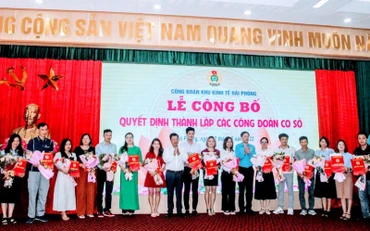 CỘNG SẢN VIỆT NAM QUANG VINH MUÔN NĂM
CÔNG ĐOÀN KHU KINH TẾ HẢI PHÒNG
LỄ CÔNG BỐ
QUYẾT ĐỊNH THÀNH LẬP CÁC CÔNG ĐOÀN CƠ SỞ